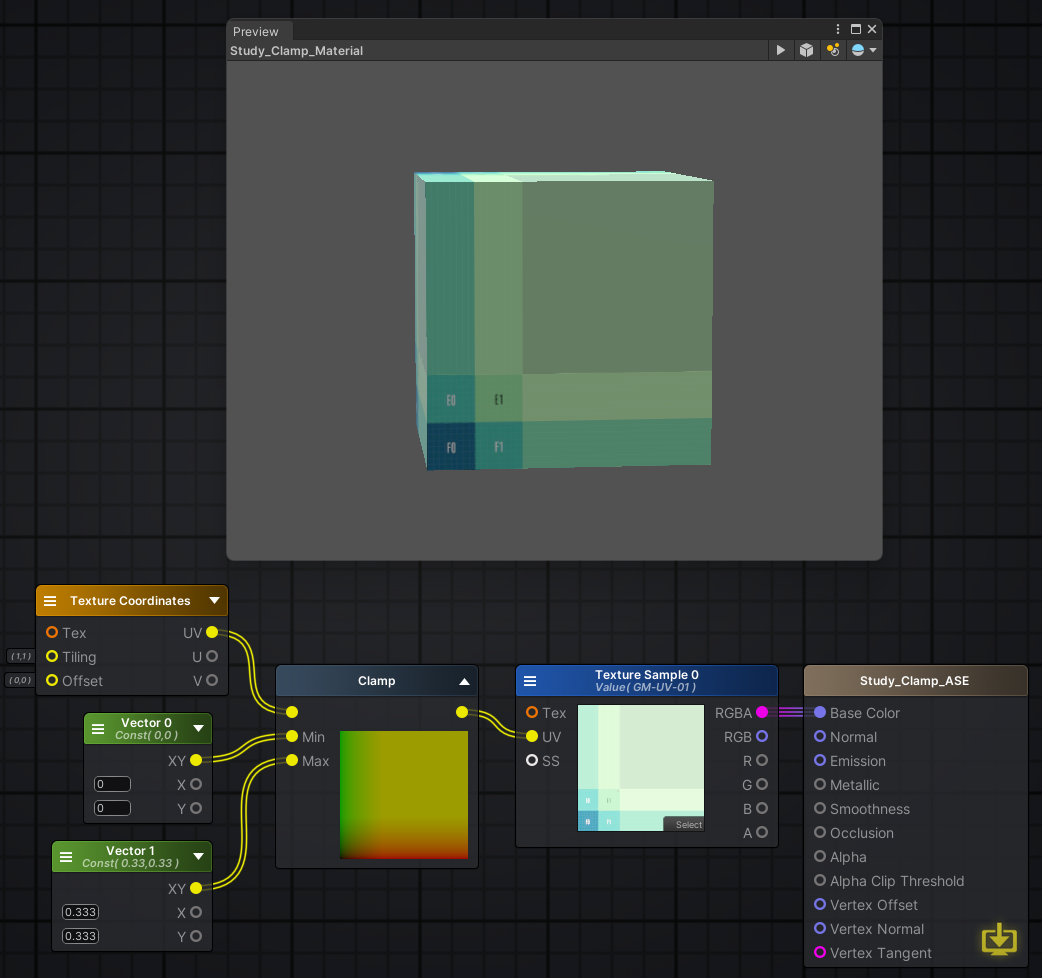 Preview
Study_Clamp_Material
E0 E1
F0 F1
Texture Coordinates
Tex UV
(1,1) Tiling U
(0,0) Offset V
Vector 0
Const( 0,0 )
XY
0 X
0 Y
Vector 1
Const( 0.33,0.33 )
XY
0.333 X
0.333 Y
Clamp
Min
Max
Texture Sample 0
Value( GM-UV-01 )
Tex RGBA
UV RGB
SS R
G
B
A
Select
Study_Clamp_ASE
Base Color
Normal
Emission
Metallic
Smoothness
Occlusion
Alpha
Alpha Clip Threshold
Vertex Offset
Vertex Normal
Vertex Tangent